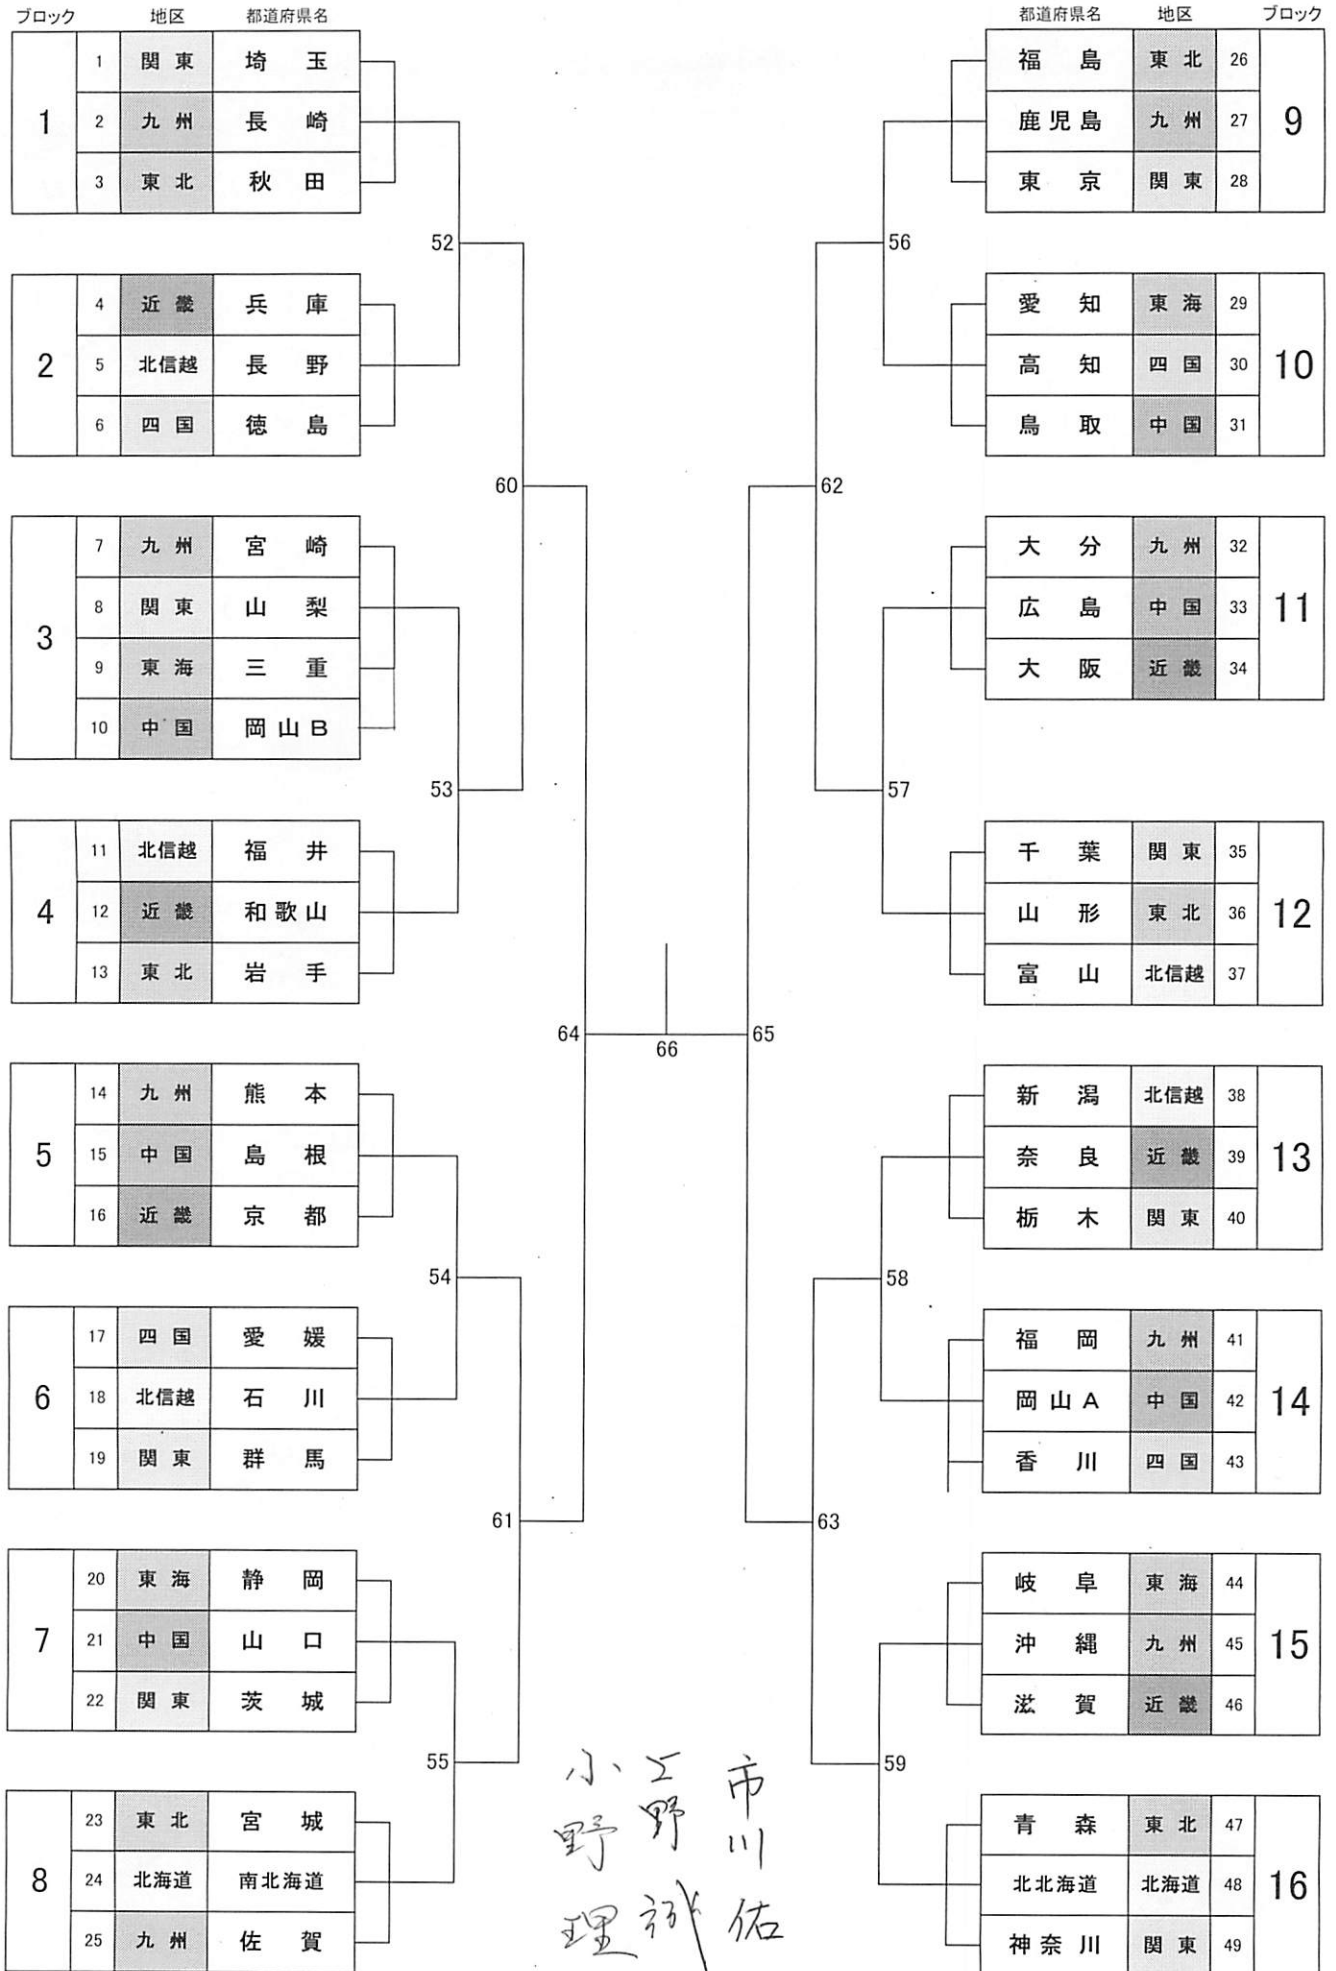 ブロック 地区 都道府県名
1
1 関東 埼玉
2 九州 長崎
3 東北 秋田
2
4 近畿 兵庫
5 北信越 長野
6 四国 徳島
3
7 九州 宮崎
8 関東 山梨
9 東海 三重
10 中国 岡山B
4
11 北信越 福井
12 近畿 和歌山
13 東北 岩手
5
14 九州 熊本
15 中国 島根
16 近畿 京都
6
17 四国 愛媛
18 北信越 石川
19 関東 群馬
7
20 東海 静岡
21 中国 山口
22 関東 茨城
8
23 東北 宮城
24 北海道 南北海道
25 九州 佐賀
52
53
54
55
60
61
64
66
65
62
63
56
57
58
59
都道府県名 地区 ブロック
福島 東北 26
鹿児島 九州 27
東京 関東 28
9
愛知 東海 29
高知 四国 30
鳥取 中国 31
10
大分 九州 32
広島 中国 33
大阪 近畿 34
11
千葉 関東 35
山形 東北 36
富山 北信越 37
12
新潟 北信越 38
奈良 近畿 39
栃木 関東 40
13
福岡 九州 41
岡山A 中国 42
香川 四国 43
14
岐阜 東海 44
沖縄 九州 45
滋賀 近畿 46
15
青森 東北 47
北北海道 北海道 48
神奈川 関東 49
16
市川佑
野
小野理